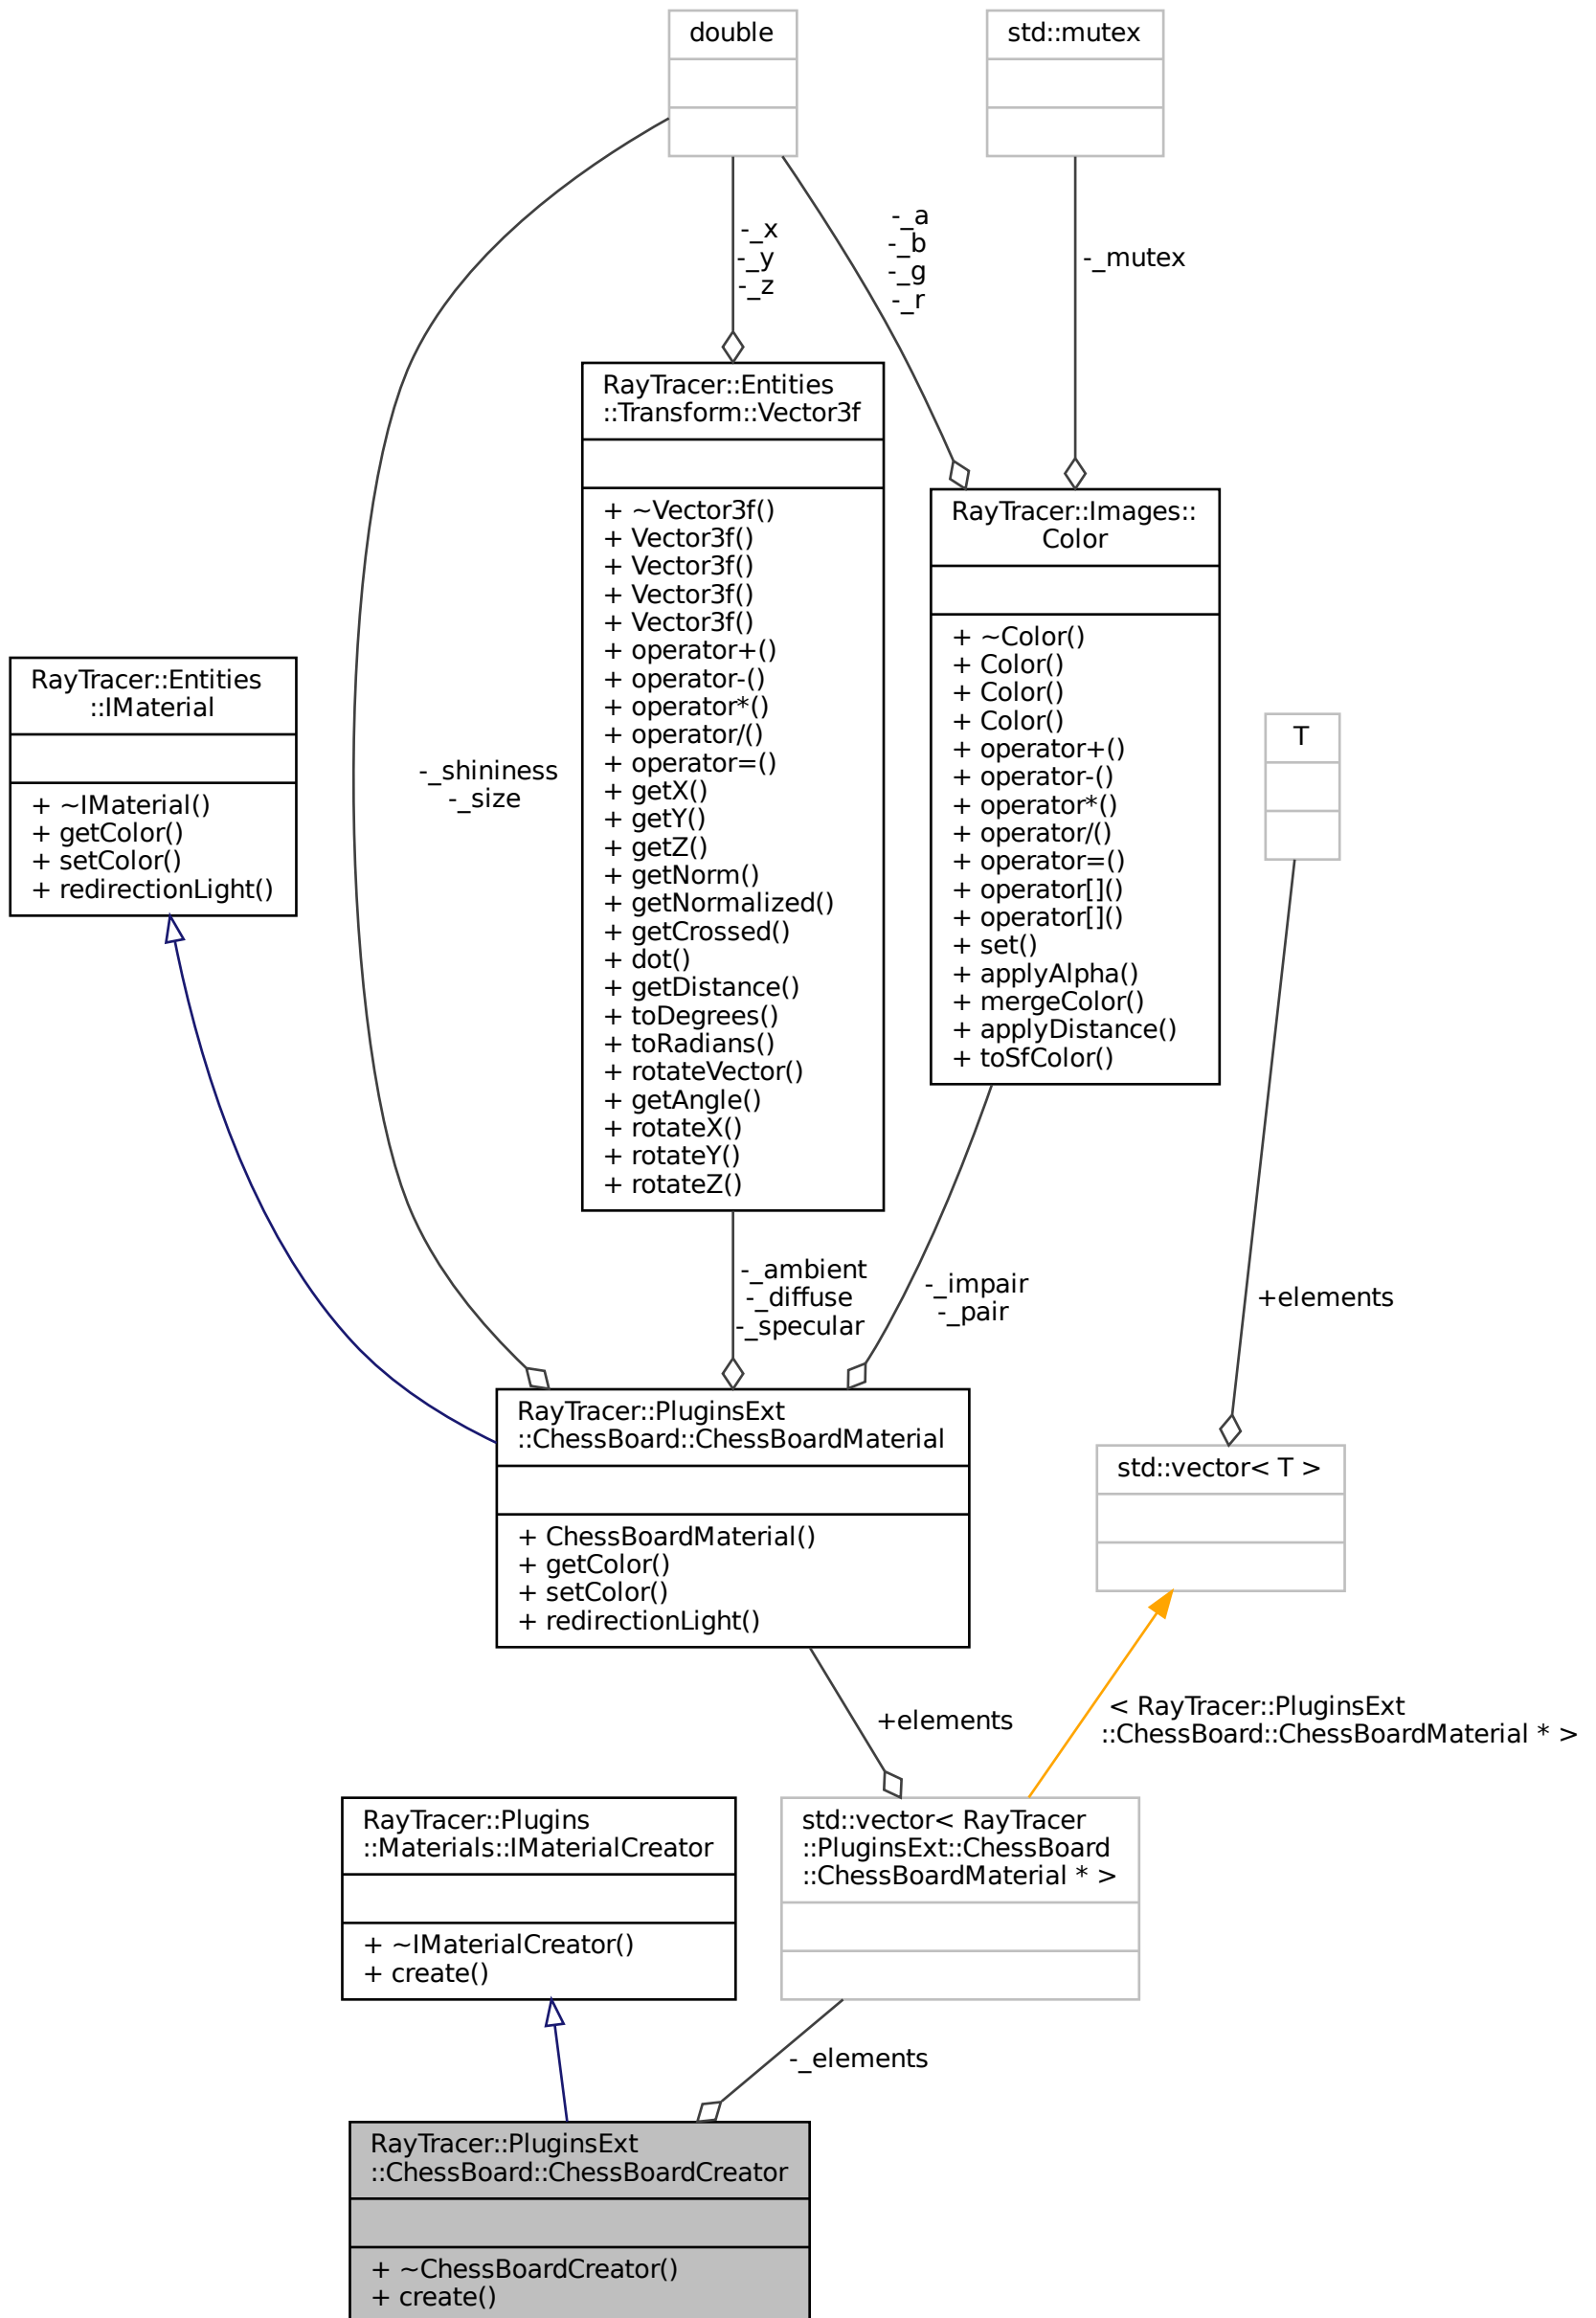 double
std::mutex
-_x
-_y
-_z
-_a
-_b
-_g
-_r
-_mutex
RayTracer::Entities
::Transform::Vector3f
+ ~Vector3f()
+ Vector3f()
+ Vector3f()
+ Vector3f()
+ Vector3f()
+ operator+()
+ operator-()
+ operator*()
+ operator/()
+ operator=()
+ getX()
+ getY()
+ getZ()
+ getNorm()
+ getNormalized()
+ getCrossed()
+ dot()
+ getDistance()
+ toDegrees()
+ toRadians()
+ rotateVector()
+ getAngle()
+ rotateX()
+ rotateY()
+ rotateZ()
RayTracer::Images::
Color
+ ~Color()
+ Color()
+ Color()
+ Color()
+ operator+()
+ operator-()
+ operator*()
+ operator/()
+ operator=()
+ operator[]()
+ operator[]()
+ set()
+ applyAlpha()
+ mergeColor()
+ applyDistance()
+ toSfColor()
RayTracer::Entities
::IMaterial
+ ~IMaterial()
+ getColor()
+ setColor()
+ redirectionLight()
-_shininess
-_size
T
-_ambient
-_diffuse
-_specular
-_impair
-_pair
+elements
RayTracer::PluginsExt
::ChessBoard::ChessBoardMaterial
+ ChessBoardMaterial()
+ getColor()
+ setColor()
+ redirectionLight()
std::vector< T >
+elements
< RayTracer::PluginsExt
::ChessBoard::ChessBoardMaterial * >
RayTracer::Plugins
::Materials::IMaterialCreator
+ ~IMaterialCreator()
+ create()
std::vector< RayTracer
::PluginsExt::ChessBoard
::ChessBoardMaterial * >
-_elements
RayTracer::PluginsExt
::ChessBoard::ChessBoardCreator
+ ~ChessBoardCreator()
+ create()